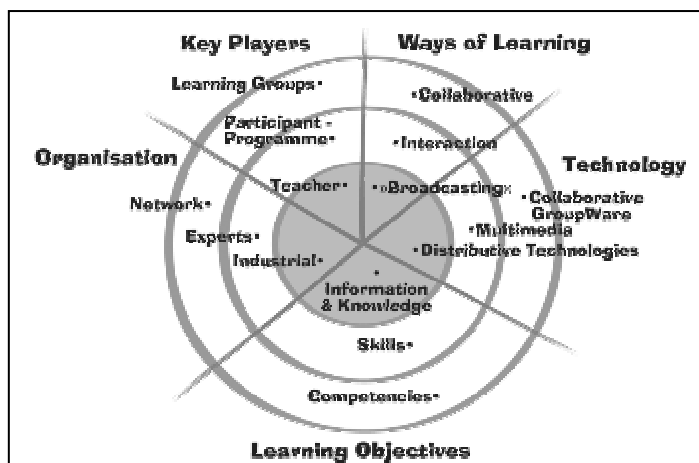 Key Players
Ways of Learning
Learning Groups•
•Collaborative
Participant -
Programme•
•Interaction
Organisation
Technology
Teacher•
•»Broadcasting«
•Collaborative
GroupWare
Network•
•Multimedia
Experts•
•Distributive Technologies
Industrial•
•
Information
& Knowledge
Skills•
Competencies•
Learning Objectives